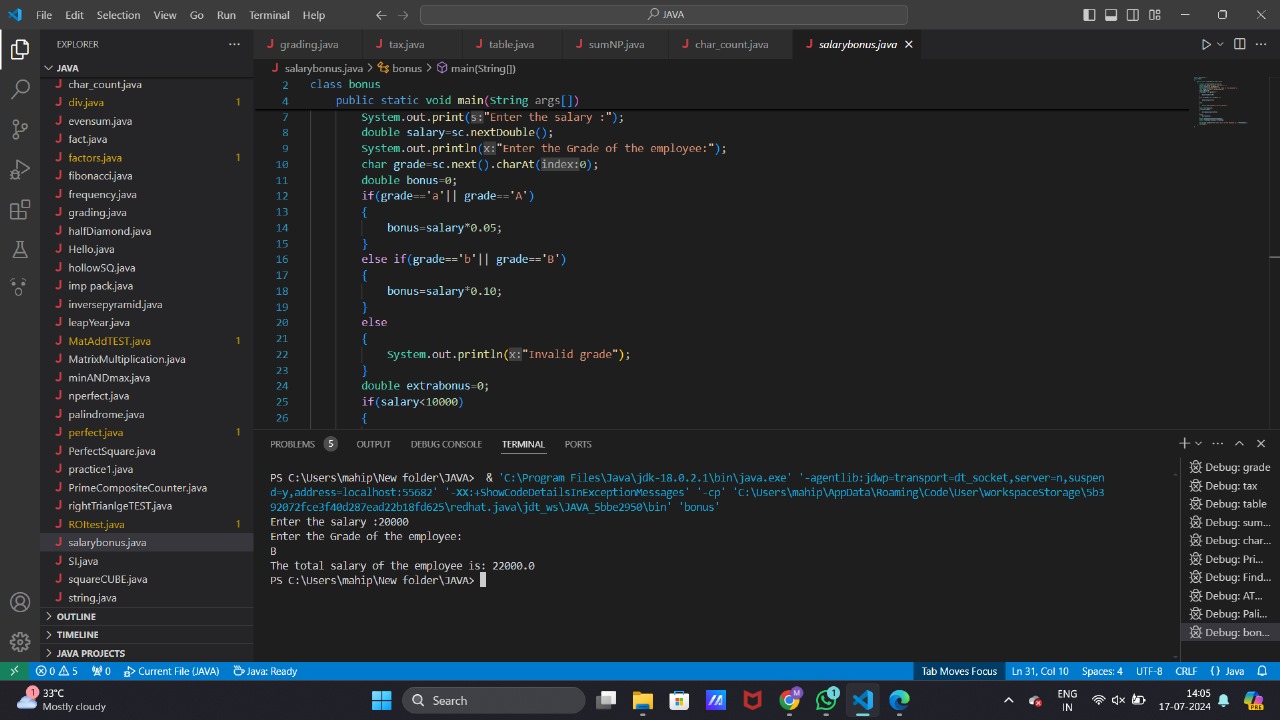 File Edit Selection View Go Run Terminal Help
JAVA
EXPLORER
grading.java tax.java table.java sumNP.java char_count.java salarybonus.java
JAVA
salarybonus.java > bonus > main(String[])
char_count.java
div.java 1
evensum.java
fact.java
factors.java 1
fibonacci.java
frequency.java
grading.java
halfDiamond.java
Hello.java
hollowSQ.java
imp pack.java
inversepyramid.java
leapYear.java
MatAddTEST.java 1
MatrixMultiplication.java
minANDmax.java
nperfect.java
palindrome.java
perfect.java 1
PerfectSquare.java
practice1.java
PrimeCompositeCounter.java
rightTrianlgeTEST.java
ROItest.java 1
salarybonus.java
SI.java
squareCUBE.java
string.java
OUTLINE
TIMELINE
JAVA PROJECTS
2 class bonus
4 public static void main(String args[])
7 System.out.print(s:"Enter the salary :");
8 double salary=sc.nextDouble();
9 System.out.println(x:"Enter the Grade of the employee:");
10 char grade=sc.next().charAt(index:0);
11 double bonus=0;
12 if(grade=='a'|| grade=='A')
13 {
14 bonus=salary*0.05;
15 }
16 else if(grade=='b'|| grade=='B')
17 {
18 bonus=salary*0.10;
19 }
20 else
21 {
22 System.out.println(x:"Invalid grade");
23 }
24 double extrabonus=0;
25 if(salary<10000)
26 {
PROBLEMS 5 OUTPUT DEBUG CONSOLE TERMINAL PORTS
PS C:\Users\mahip\New folder\JAVA>  & 'C:\Program Files\Java\jdk-18.0.2.1\bin\java.exe' '-agentlib:jdwp=transport=dt_socket,server=n,suspen
d=y,address=localhost:55682' '-XX:+ShowCodeDetailsInExceptionMessages' '-cp' 'C:\Users\mahip\AppData\Roaming\Code\User\workspaceStorage\5b3
92072fce3f40d287ead22b18fd625\redhat.java\jdt_ws\JAVA_5bbe2950\bin' 'bonus'
Enter the salary :20000
Enter the Grade of the employee:
B
The total salary of the employee is: 22000.0
PS C:\Users\mahip\New folder\JAVA>
Debug: grade
Debug: tax
Debug: table
Debug: sum...
Debug: char...
Debug: Pri...
Debug: Find...
Debug: AT...
Debug: Pali...
Debug: bon...
0 5 0 Current File (JAVA) Java: Ready Tab Moves Focus Ln 31, Col 10 Spaces: 4 UTF-8 CRLF {} Java
1
33°C
Mostly cloudy
Search
M
1
ENG
IN
14:05
17-07-2024
PRE